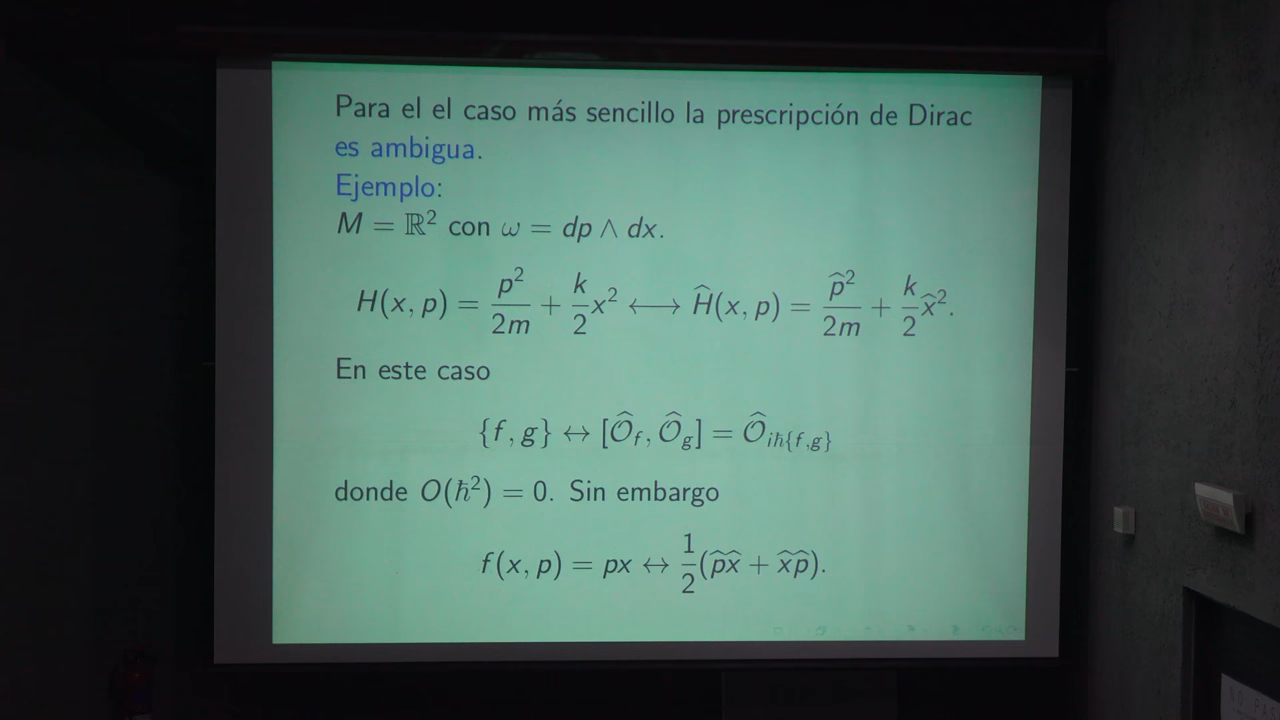 Para el el caso más sencillo la prescripción de Dirac
es ambigua.
Ejemplo:
M = ℝ² con ω = dp ∧ dx.
H(x, p) = p²/2m + k/2 x² ⟷ Ĥ(x, p) = p̂²/2m + k/2 x̂².
En este caso
{f, g} ↔ [𝒪̂_f, 𝒪̂_g] = 𝒪̂_{iħ{f,g}}
donde O(ħ²) = 0. Sin embargo
f(x, p) = px ↔ 1/2(p̂x̂ + x̂p̂).
NO PA